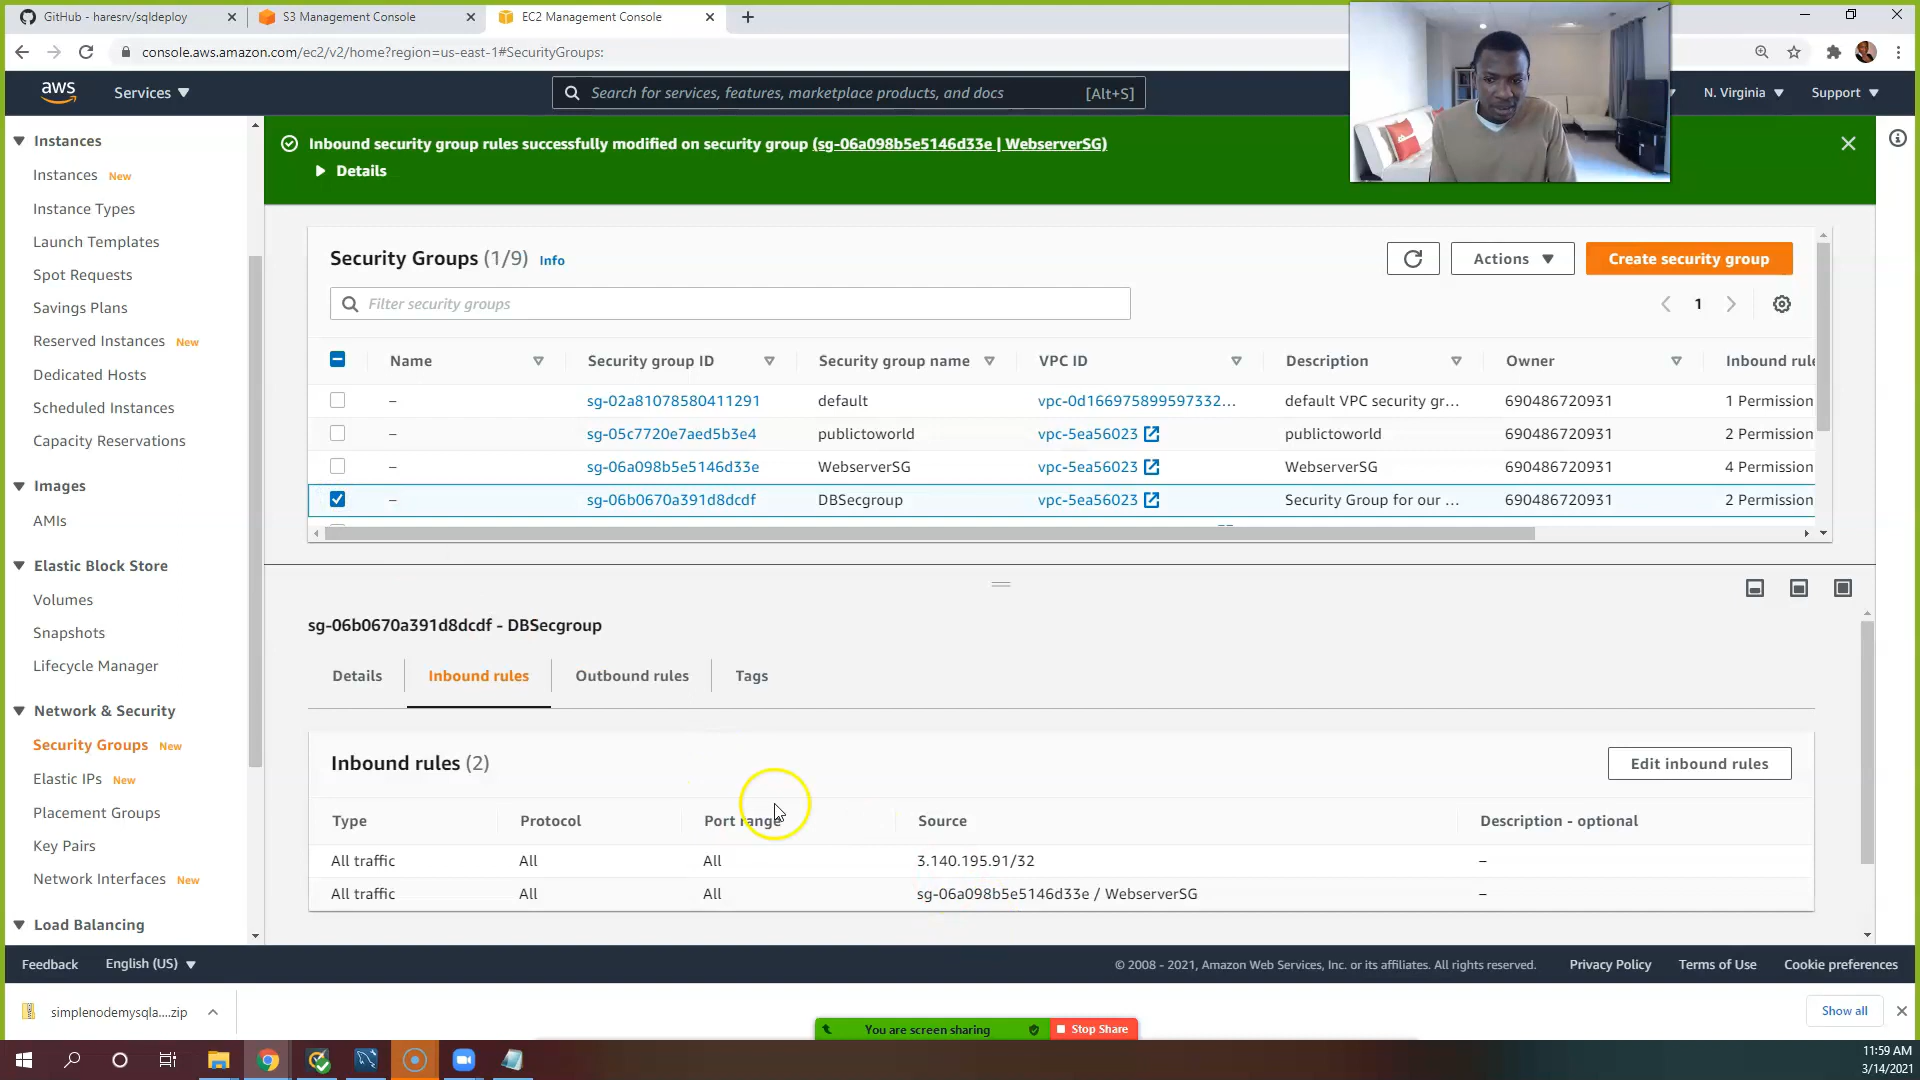 GitHub - haresrv/sqldeploy
S3 Management Console
EC2 Management Console
console.aws.amazon.com/ec2/v2/home?region=us-east-1#SecurityGroups:
aws
Services
Search for services, features, marketplace products, and docs
[Alt+S]
N. Virginia
Support
Instances
Instances New
Instance Types
Launch Templates
Spot Requests
Savings Plans
Reserved Instances New
Dedicated Hosts
Scheduled Instances
Capacity Reservations
Images
AMIs
Elastic Block Store
Volumes
Snapshots
Lifecycle Manager
Network & Security
Security Groups New
Elastic IPs New
Placement Groups
Key Pairs
Network Interfaces New
Load Balancing
Inbound security group rules successfully modified on security group (sg-06a098b5e5146d33e | WebserverSG)
Details
Security Groups (1/9) Info
Actions
Create security group
Filter security groups
1
Name Security group ID Security group name VPC ID Description Owner Inbound rule
– sg-02a81078580411291 default vpc-0d166975899597332... default VPC security gr... 690486720931 1 Permission
– sg-05c7720e7aed5b3e4 publictoworld vpc-5ea56023 publictoworld 690486720931 2 Permission
– sg-06a098b5e5146d33e WebserverSG vpc-5ea56023 WebserverSG 690486720931 4 Permission
– sg-06b0670a391d8dcdf DBSecgroup vpc-5ea56023 Security Group for our ... 690486720931 2 Permission
sg-06b0670a391d8dcdf - DBSecgroup
Details
Inbound rules
Outbound rules
Tags
Inbound rules (2)
Edit inbound rules
Type Protocol Port range Source Description - optional
All traffic All All 3.140.195.91/32 –
All traffic All All sg-06a098b5e5146d33e / WebserverSG –
Feedback
English (US)
© 2008 - 2021, Amazon Web Services, Inc. or its affiliates. All rights reserved.
Privacy Policy
Terms of Use
Cookie preferences
simplenodemysqla....zip
Show all
You are screen sharing
Stop Share
11:59 AM
3/14/2021